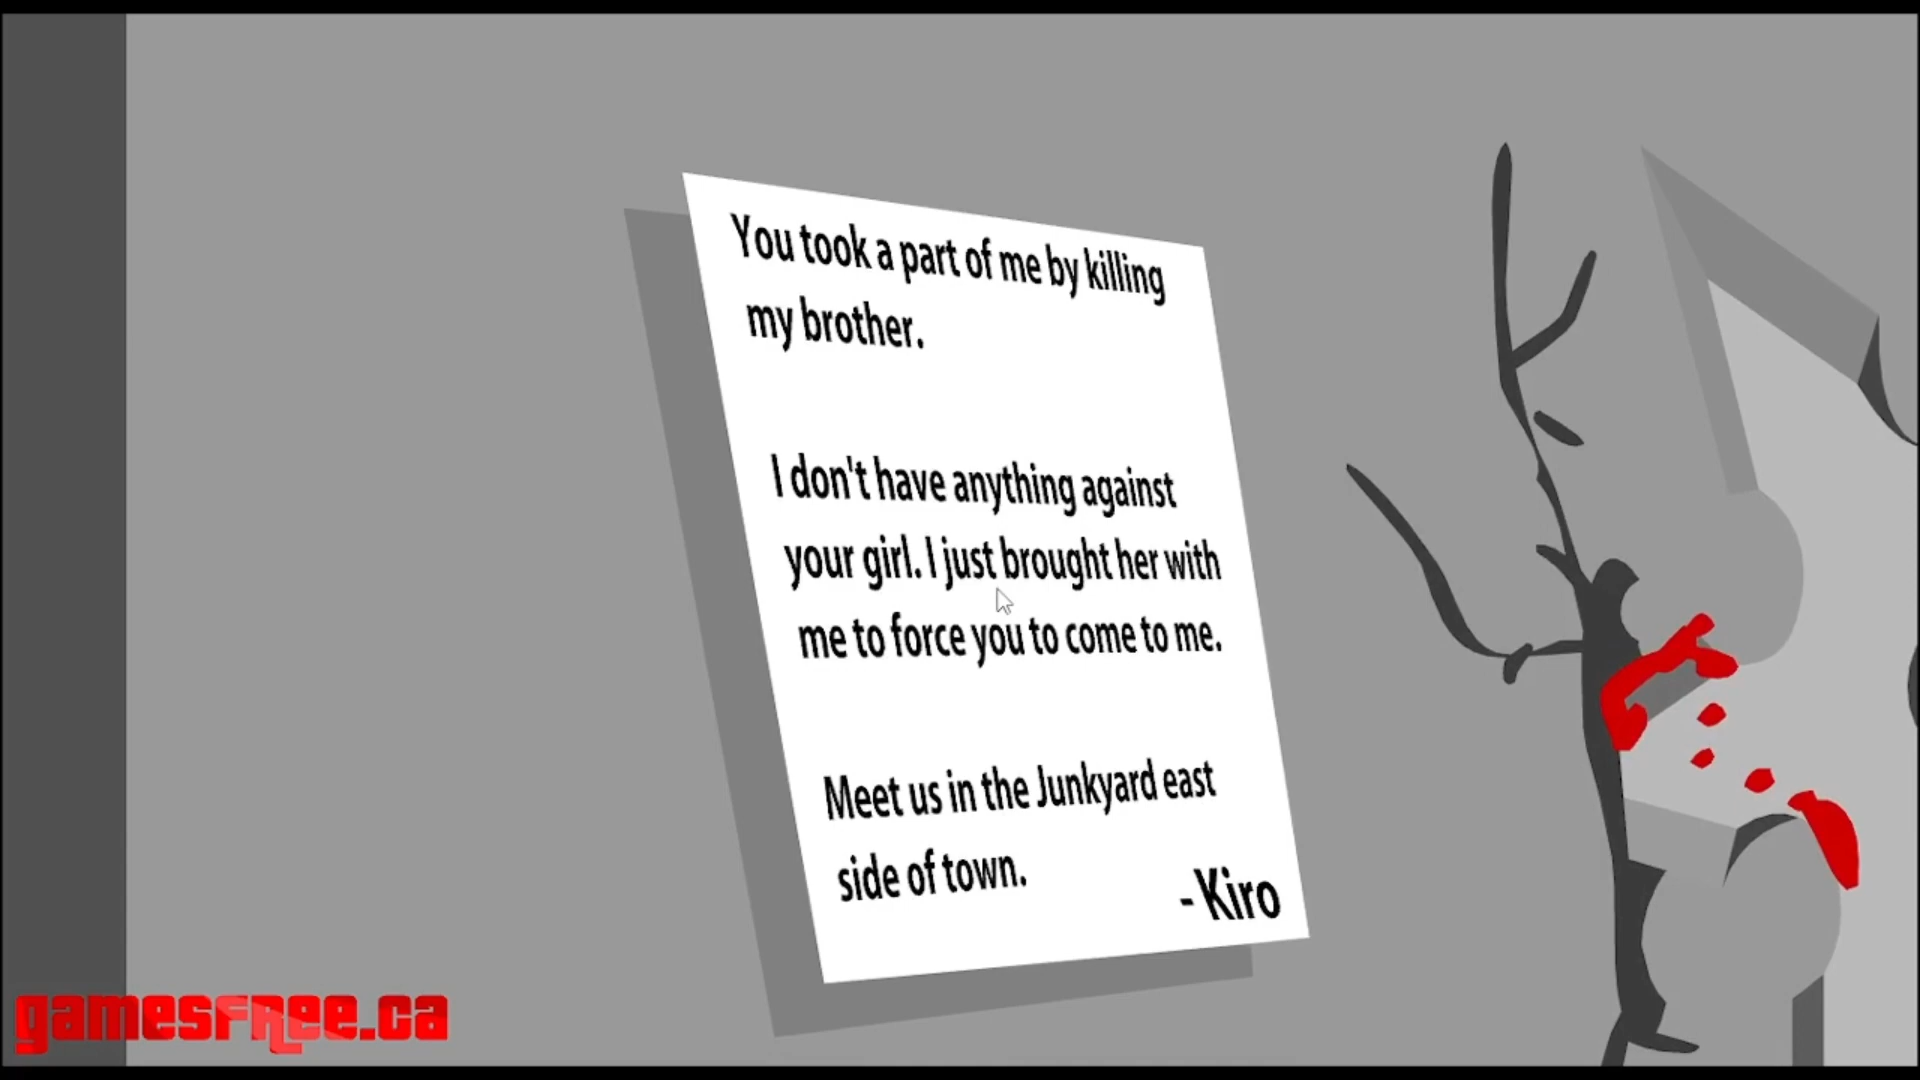 You took a part of me by killing
my brother.
I don't have anything against
your girl. I just brought her with
me to force you to come to me.
Meet us in the Junkyard east
side of town.
- Kiro
gamesfree.ca